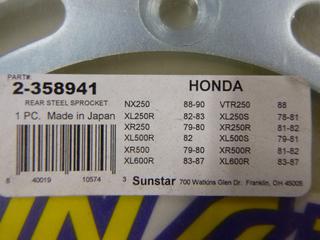 PART#:
2-358941
HONDA
REAR STEEL SPROCKET
1 PC. Made in Japan
NX250 88-90 VTR250 88
XL250R 82-83 XL250S 78-81
XR250 79-80 XR250R 81-82
XL500R 82 XL500S 79-81
XR500 79-80 XR500R 81-82
XL600R 83-87 XL600R 83-87
40019 10574 3
Sunstar 700 Watkins Glen Dr. Franklin, OH 45005